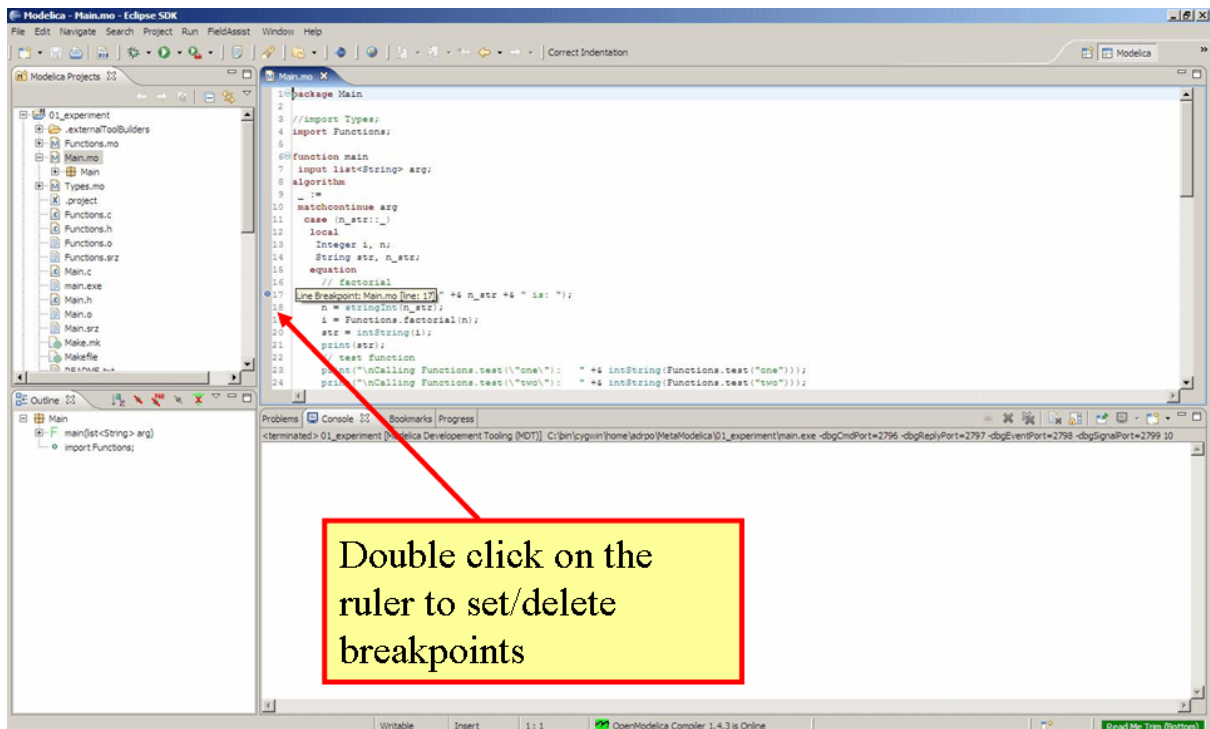 Modelica - Main.mo - Eclipse SDK
File Edit Navigate Search Project Run FieldAssist Window Help
Correct Indentation
Modelica
»
Modelica Projects
Main.mo
01_experiment
.externalToolBuilders
Functions.mo
Main.mo
Main
Types.mo
.project
Functions.c
Functions.h
Functions.o
Functions.srz
Main.c
main.exe
Main.h
Main.o
Main.srz
Make.mk
Makefile
README.txt
1 package Main
2
3 //import Types;
4 import Functions;
5
6 function main
7 input list<String> arg;
8 algorithm
9 _ :=
10 matchcontinue arg
11 case (n_str::_)
12 local
13 Integer i, n;
14 String str, n_str;
15 equation
16 // factorial
17 Line Breakpoint: Main.mo [line: 17] " +& n_str +& " is: ");
18 n = stringInt(n_str);
i = Functions.factorial(n);
20 str = intString(i);
21 print(str);
22 // test function
23 print("\nCalling Functions.test(\"one\"): " +& intString(Functions.test("one")));
24 print("\nCalling Functions.test(\"two\"): " +& intString(Functions.test("two")));
Outline
Main
F main(list<String> arg)
import Functions;
Problems Console Bookmarks Progress
<terminated> 01_experiment [Modelica Developement Tooling (MDT)] C:\bin\cygwin\home\adrpo\MetaModelica\01_experiment\main.exe -dbgCmdPort=2796 -dbgReplyPort=2797 -dbgEventPort=2798 -dbgSignalPort=2799 10
Double click on the
ruler to set/delete
breakpoints
Writable Insert 1 : 1 OpenModelica Compiler 1.4.3 is Online Read Me Trim (Bottom)